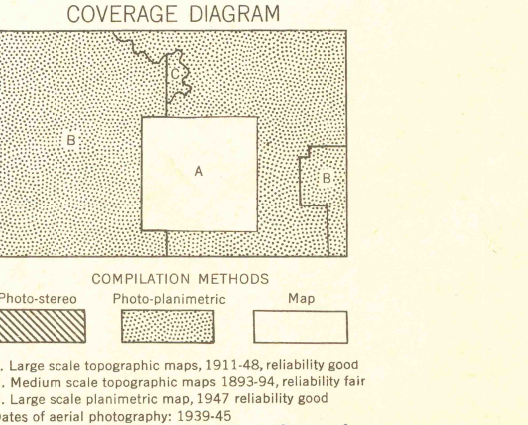 COVERAGE DIAGRAM
C
B
A
B
COMPILATION METHODS
Photo-stereo Photo-planimetric Map
. Large scale topographic maps, 1911-48, reliability good
. Medium scale topographic maps 1893-94, reliability fair
. Large scale planimetric map, 1947 reliability good
ates of aerial photography: 1939-45